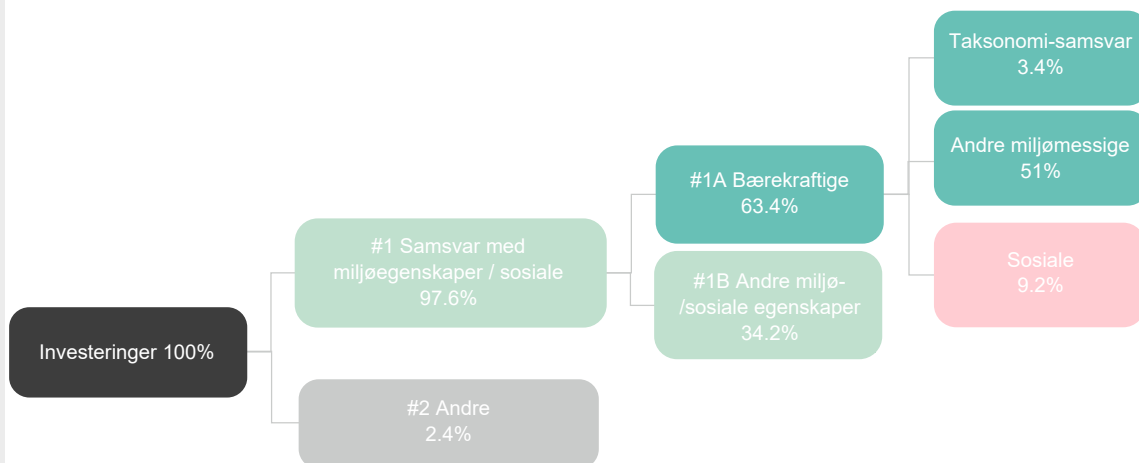 Investeringer 100%
#1 Samsvar med
miljøegenskaper / sosiale
97.6%
#2 Andre
2.4%
#1A Bærekraftige
63.4%
#1B Andre miljø-
/sosiale egenskaper
34.2%
Taksonomi-samsvar
3.4%
Andre miljømessige
51%
Sosiale
9.2%